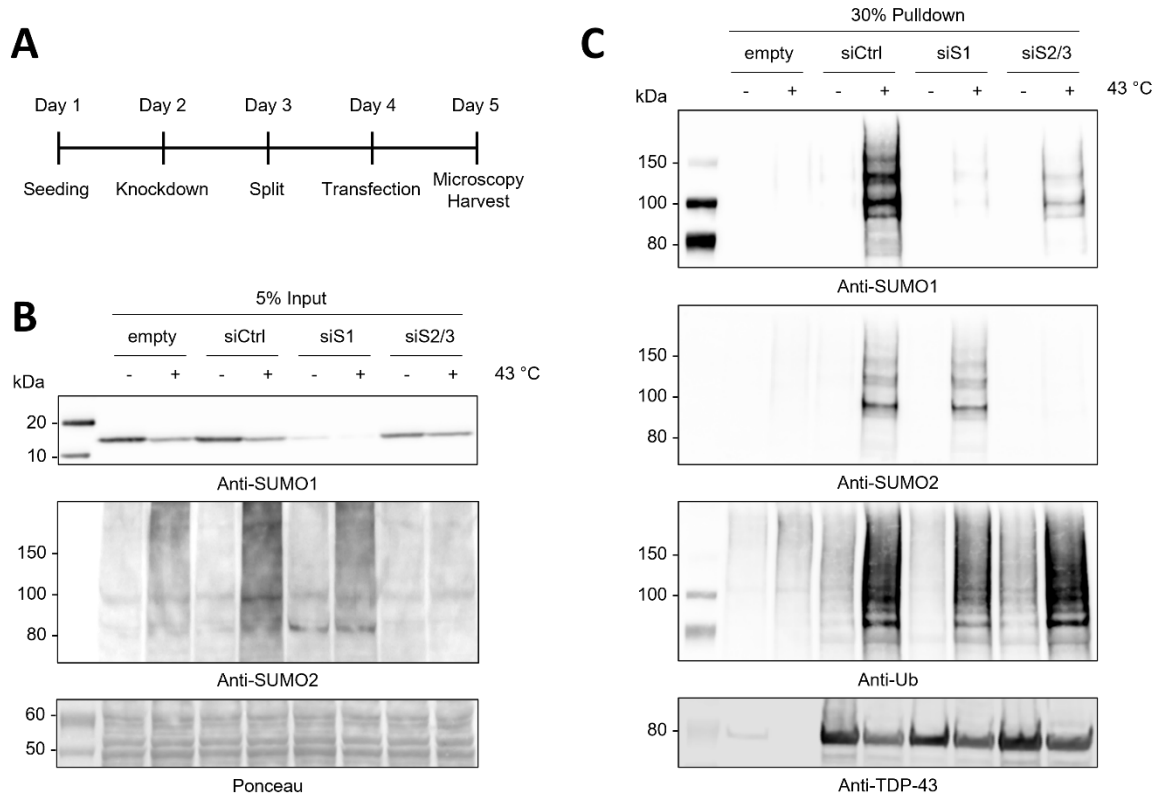 A
Day 1 Day 2 Day 3 Day 4 Day 5
Seeding Knockdown Split Transfection Microscopy
Harvest
B
5% Input
empty siCtrl siS1 siS2/3
kDa - + - + - + - + 43 °C
20
10
Anti-SUMO1
150
100
80
Anti-SUMO2
60
50
Ponceau
C
30% Pulldown
empty siCtrl siS1 siS2/3
kDa - + - + - + - + 43 °C
150
100
80
Anti-SUMO1
150
100
80
Anti-SUMO2
150
100
Anti-Ub
80
Anti-TDP-43